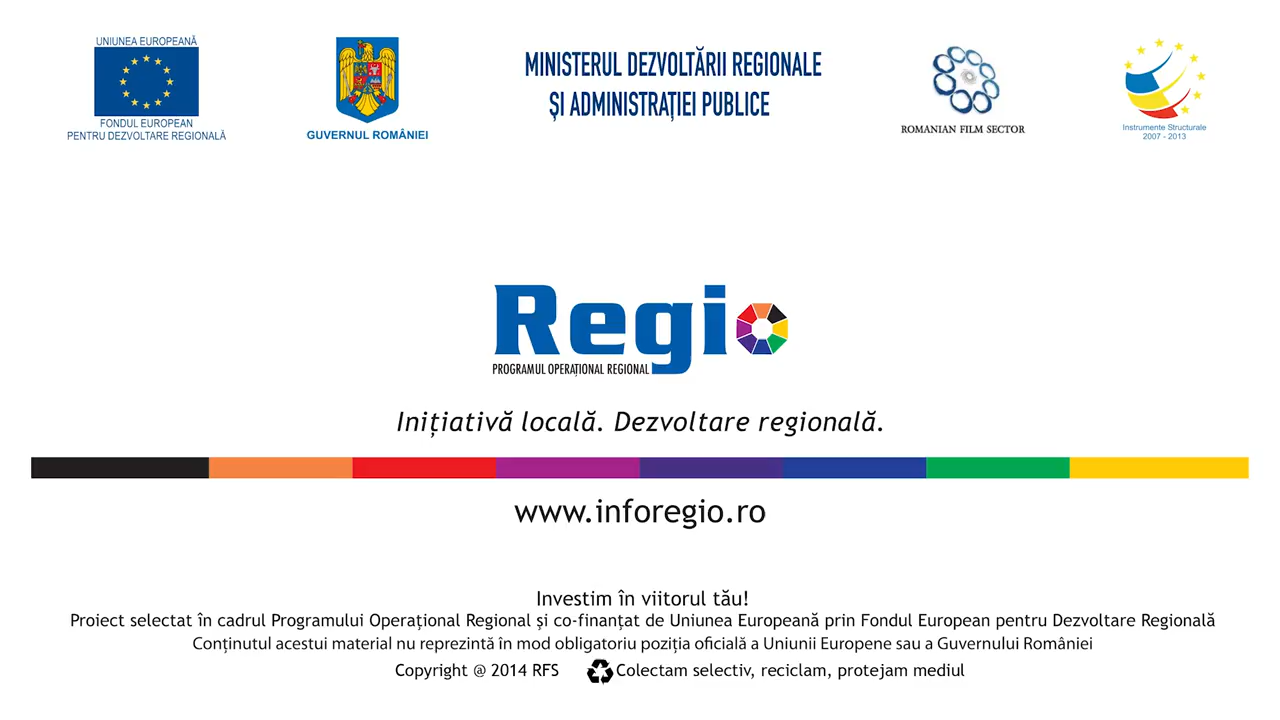 UNIUNEA EUROPEANĂ
FONDUL EUROPEAN
PENTRU DEZVOLTARE REGIONALĂ
GUVERNUL ROMÂNIEI
MINISTERUL DEZVOLTĂRII REGIONALE
ȘI ADMINISTRAȚIEI PUBLICE
ROMANIAN FILM SECTOR
Instrumente Structurale
2007 - 2013
Regio
PROGRAMUL OPERAȚIONAL REGIONAL
Inițiativă locală. Dezvoltare regională.
www.inforegio.ro
Investim în viitorul tău!
Proiect selectat în cadrul Programului Operațional Regional și co-finanțat de Uniunea Europeană prin Fondul European pentru Dezvoltare Regională
Conținutul acestui material nu reprezintă în mod obligatoriu poziția oficială a Uniunii Europene sau a Guvernului României
Copyright @ 2014 RFS Colectam selectiv, reciclam, protejam mediul